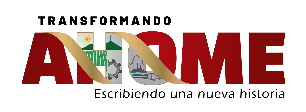 TRANSFORMANDO
AHOME
Escribiendo una nueva historia